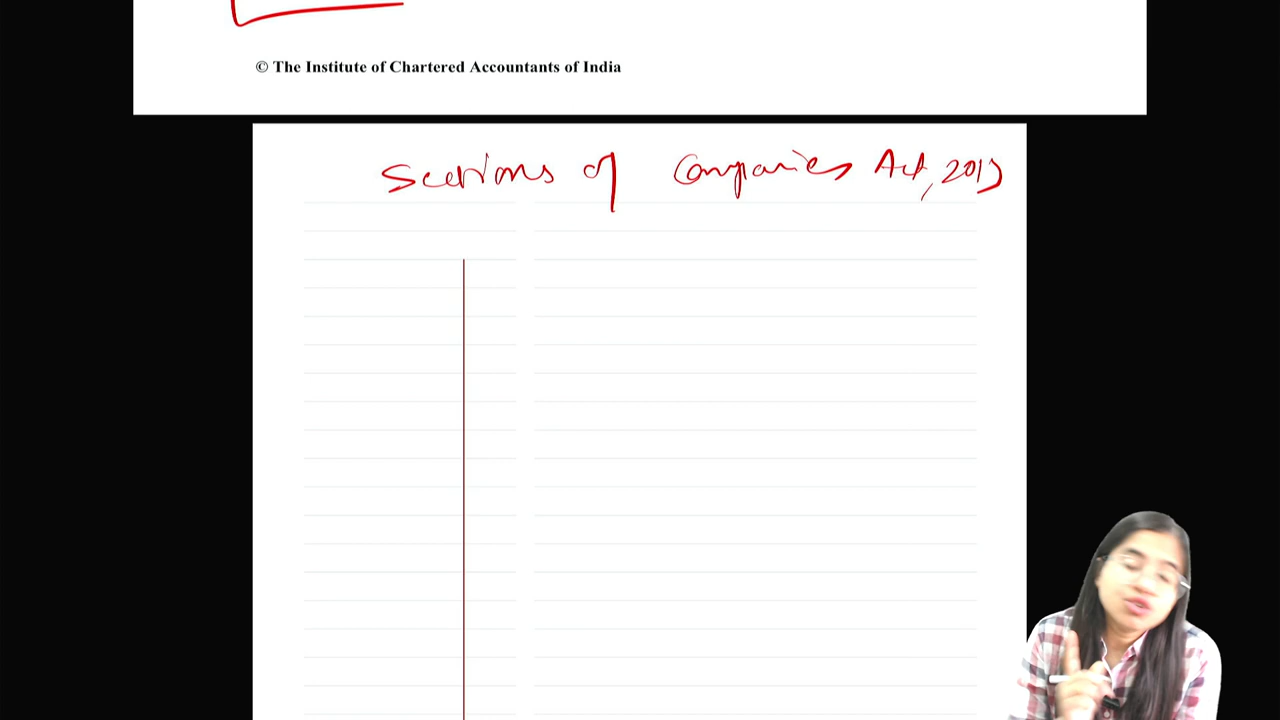 © The Institute of Chartered Accountants of India
Sections of Companies Act, 2013